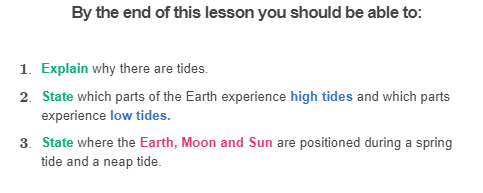 By the end of this lesson you should be able to:
1. Explain why there are tides.
2. State which parts of the Earth experience high tides and which parts
experience low tides.
3. State where the Earth, Moon and Sun are positioned during a spring
tide and a neap tide.